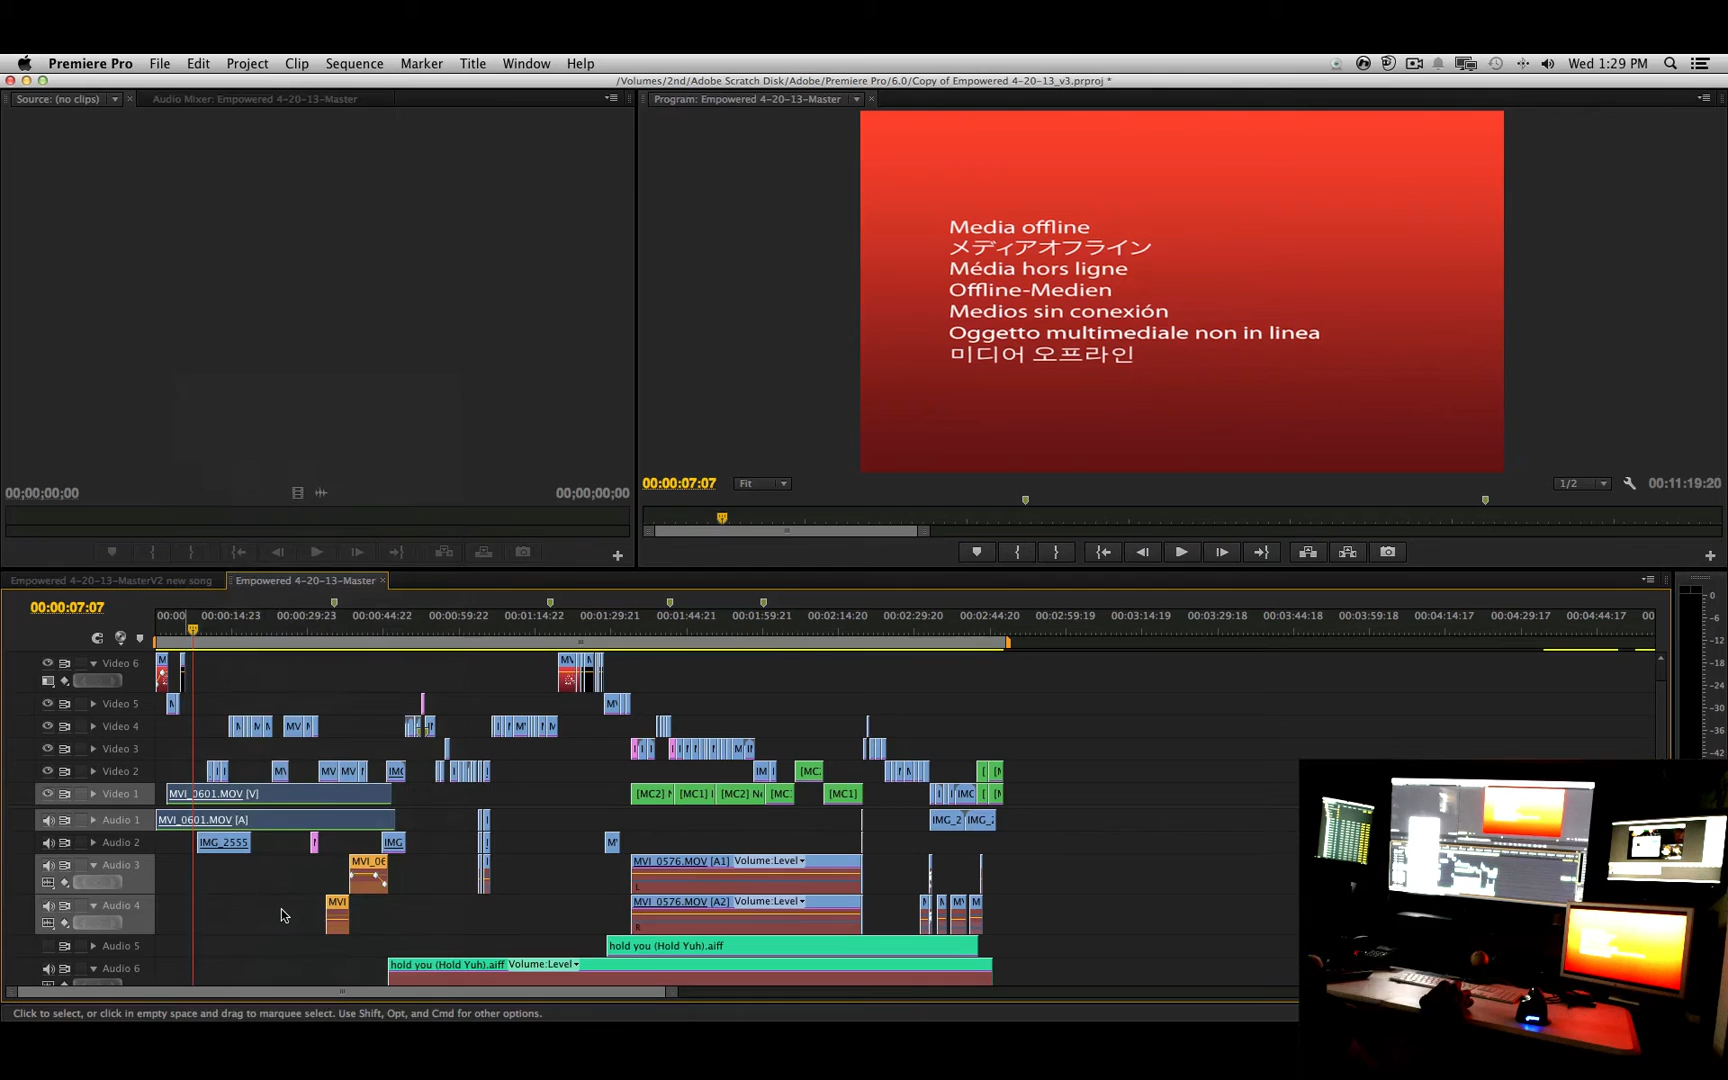 Premiere Pro File Edit Project Clip Sequence Marker Title Window Help Wed 1:29 PM
/Volumes/2nd/Adobe Scratch Disk/Adobe/Premiere Pro/6.0/Copy of Empowered 4-20-13_v3.prproj *
Source: (no clips) Audio Mixer: Empowered 4-20-13-Master
Program: Empowered 4-20-13-Master
Media offline
メディアオフライン
Média hors ligne
Offline-Medien
Medios sin conexión
Oggetto multimediale non in linea
미디어 오프라인
00;00;00;00 00;00;00;00
00:00:07:07 Fit 1/2 00:11:19:20
Empowered 4-20-13-MasterV2 new song Empowered 4-20-13-Master
00:00:07:07
00:00 00:00:14:23 00:00:29:23 00:00:44:22 00:00:59:22 00:01:14:22 00:01:29:21 00:01:44:21 00:01:59:21 00:02:14:20 00:02:29:20 00:02:44:20 00:02:59:19 00:03:14:19 00:03:29:18 00:03:44:18 00:03:59:18 00:04:14:17 00:04:29:17 00:04:44:17 00
0
-6
-12
-18
-24
-30
-36
-42
Video 6
Video 5
Video 4
Video 3
Video 2
Video 1 MVI_0601.MOV [V]
Audio 1 MVI_0601.MOV [A]
Audio 2 IMG_2555 IMG
Audio 3 MVI_06 MVI_0576.MOV [A1] Volume:Level
L
Audio 4 MVI MVI_0576.MOV [A2] Volume:Level
R
Audio 5 hold you (Hold Yuh).aiff
Audio 6 hold you (Hold Yuh).aiff Volume:Level
Click to select, or click in empty space and drag to marquee select. Use Shift, Opt, and Cmd for other options.